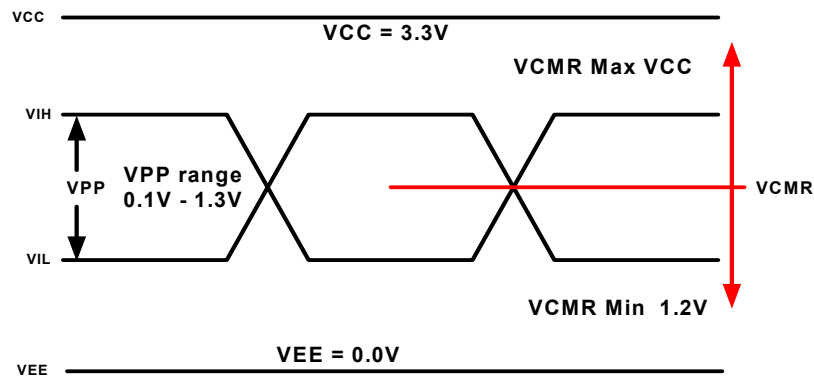 VCC
VCC = 3.3V
VCMR Max VCC
VIH
VPP
VPP range
0.1V - 1.3V
VCMR
VIL
VCMR Min 1.2V
VEE = 0.0V
VEE